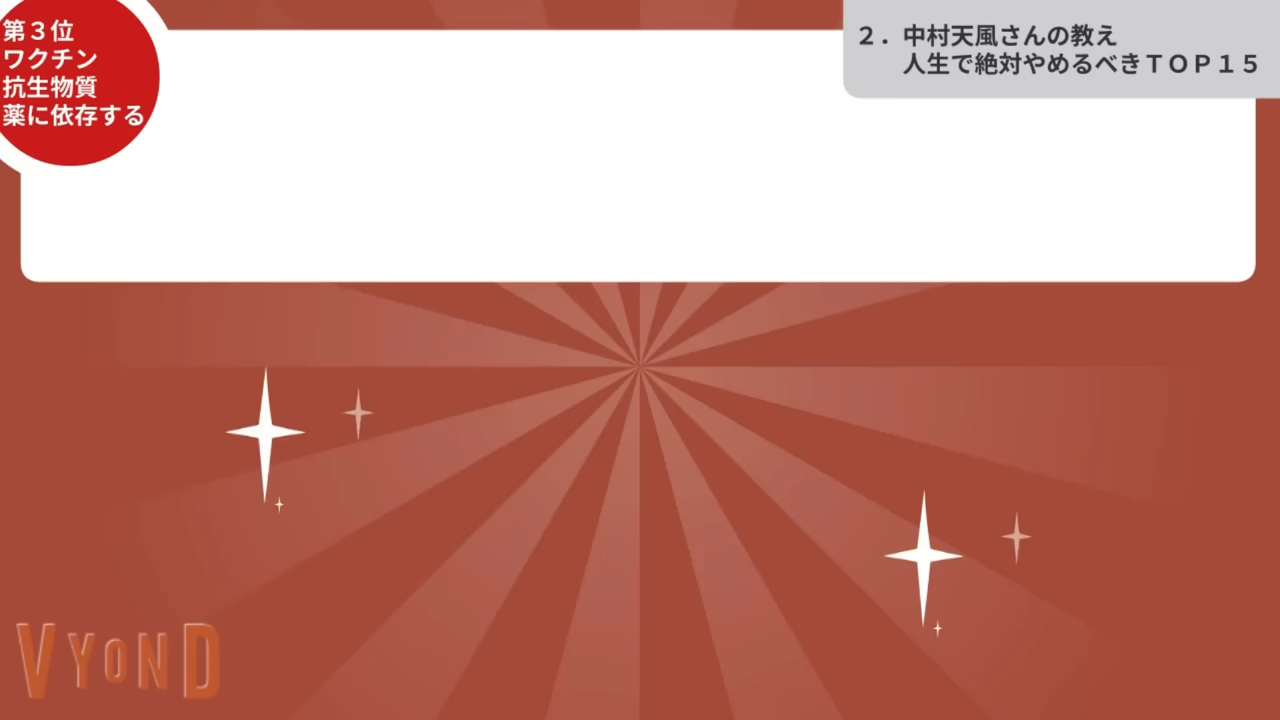 第３位
ワクチン
抗生物質
薬に依存する
２．中村天風さんの教え
人生で絶対やめるべきＴＯＰ１５
VYOND